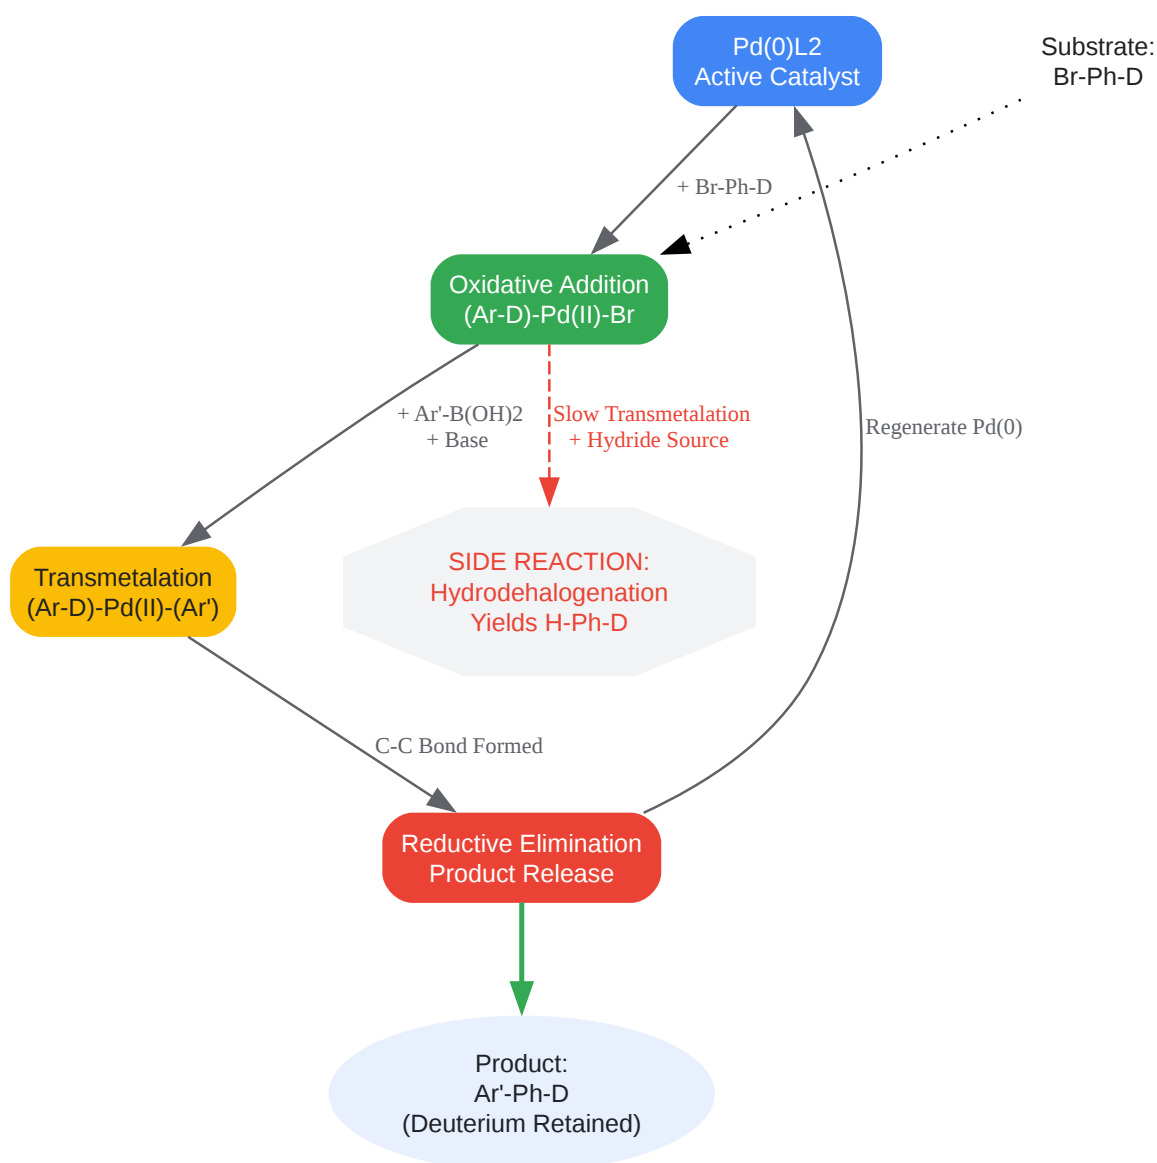 Pd(0)L2
Active Catalyst
Substrate:
Br-Ph-D
+ Br-Ph-D
Oxidative Addition
(Ar-D)-Pd(II)-Br
+ Ar'-B(OH)2
+ Base
Slow Transmetalation
+ Hydride Source
Regenerate Pd(0)
Transmetalation
(Ar-D)-Pd(II)-(Ar')
SIDE REACTION:
Hydrodehalogenation
Yields H-Ph-D
C-C Bond Formed
Reductive Elimination
Product Release
Product:
Ar'-Ph-D
(Deuterium Retained)